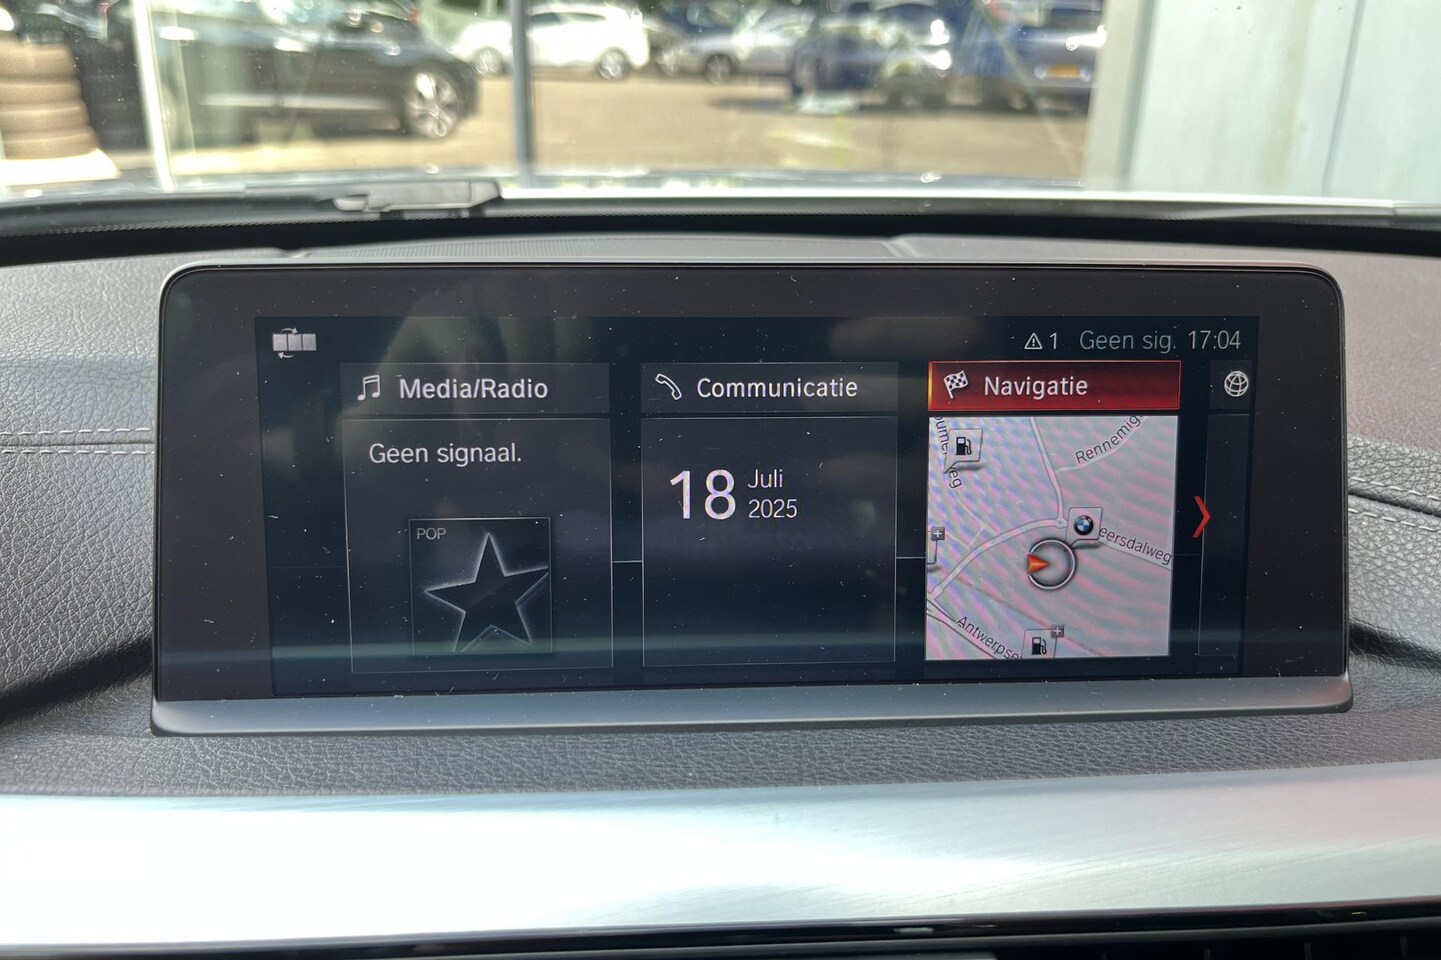 1 Geen sig. 17:04
Media/Radio
Communicatie
Navigatie
Geen signaal.
POP
18
Juli
2025
Rennemig
eersdalweg
Antwerpse